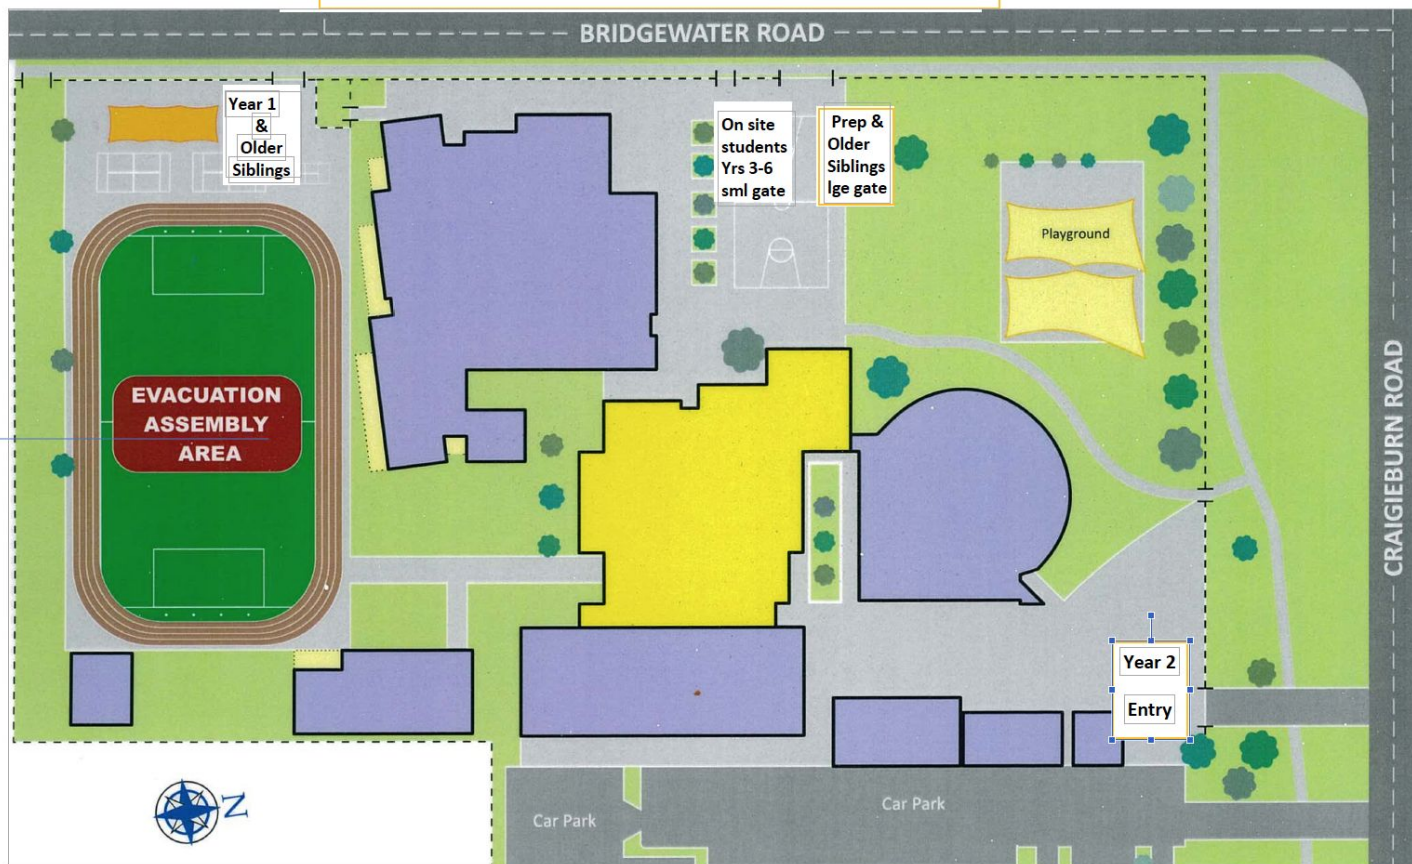 BRIDGEWATER ROAD
Year 1
&
Older
Siblings
On site
students
Yrs 3-6
sml gate
Prep &
Older
Siblings
lge gate
Playground
EVACUATION
ASSEMBLY
AREA
CRAIGIEBURN ROAD
Year 2
Entry
N
Car Park
Car Park